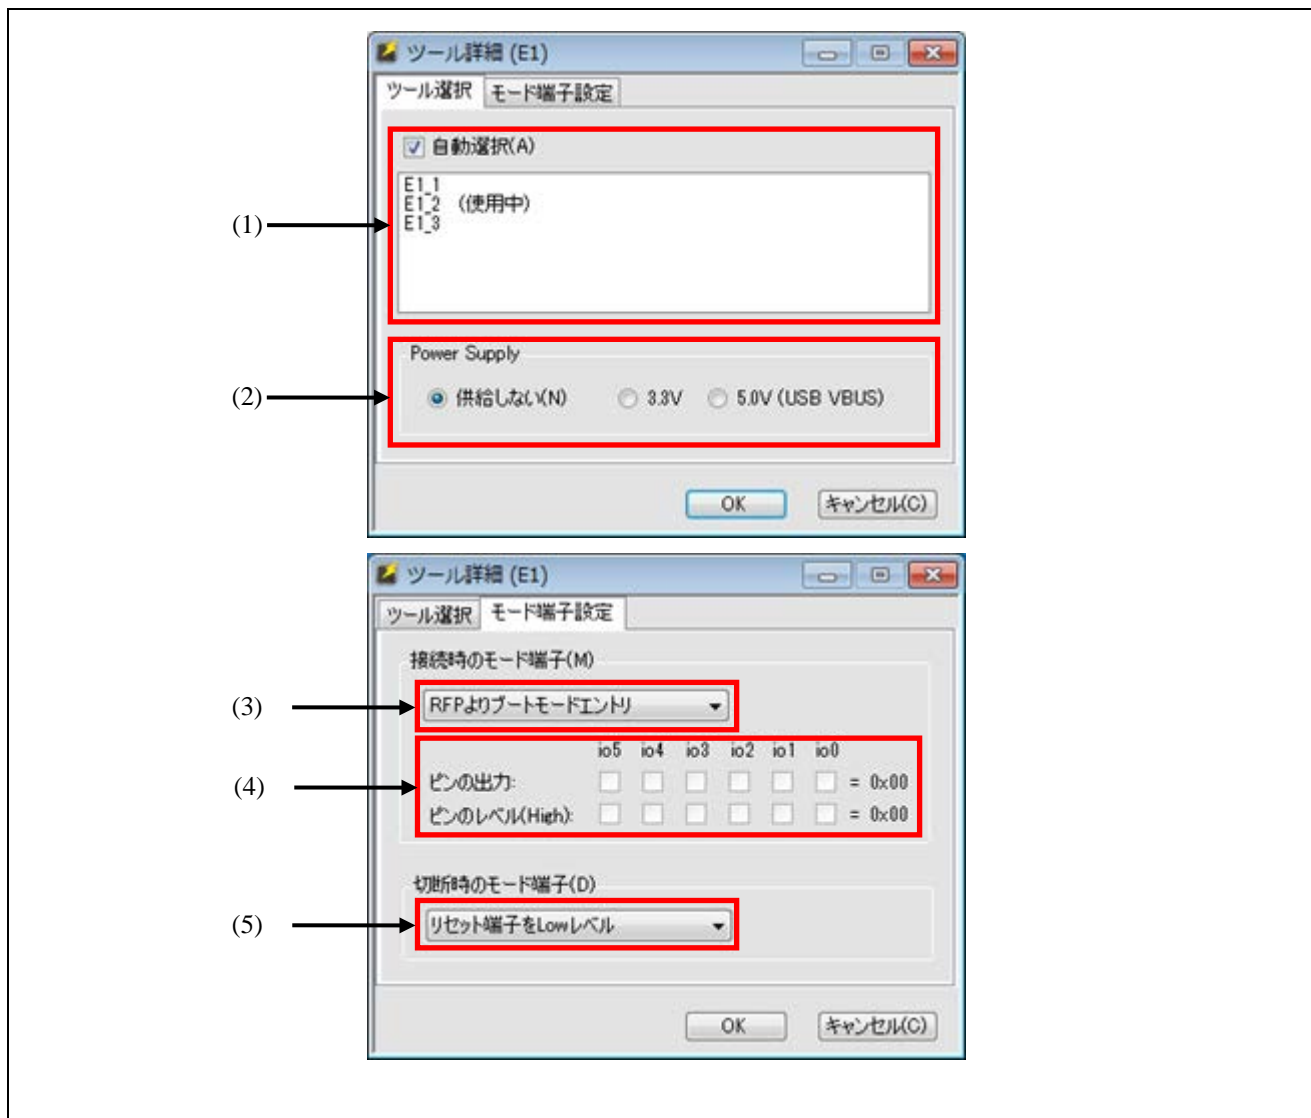 ツール詳細 (E1)
ツール選択 モード端子設定
自動選択(A)
E1_1
E1_2 (使用中)
(1)
E1_3
Power Supply
(2)
供給しない(N) 3.3V 5.0V (USB VBUS)
OK キャンセル(C)
ツール詳細 (E1)
ツール選択 モード端子設定
接続時のモード端子(M)
(3)
RFPよりブートモードエントリ
io5 io4 io3 io2 io1 io0
(4)
ピンの出力: = 0x00
ピンのレベル(High): = 0x00
切断時のモード端子(D)
(5)
リセット端子をLowレベル
OK キャンセル(C)